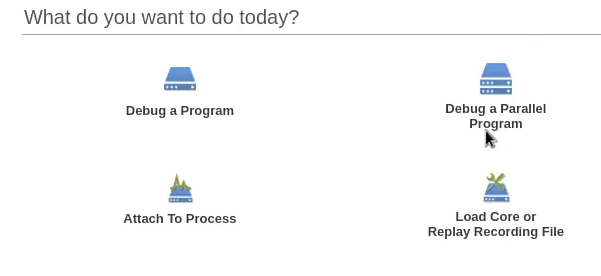 What do you want to do today?
Debug a Program
Debug a Parallel
Program
Attach To Process
Load Core or
Replay Recording File